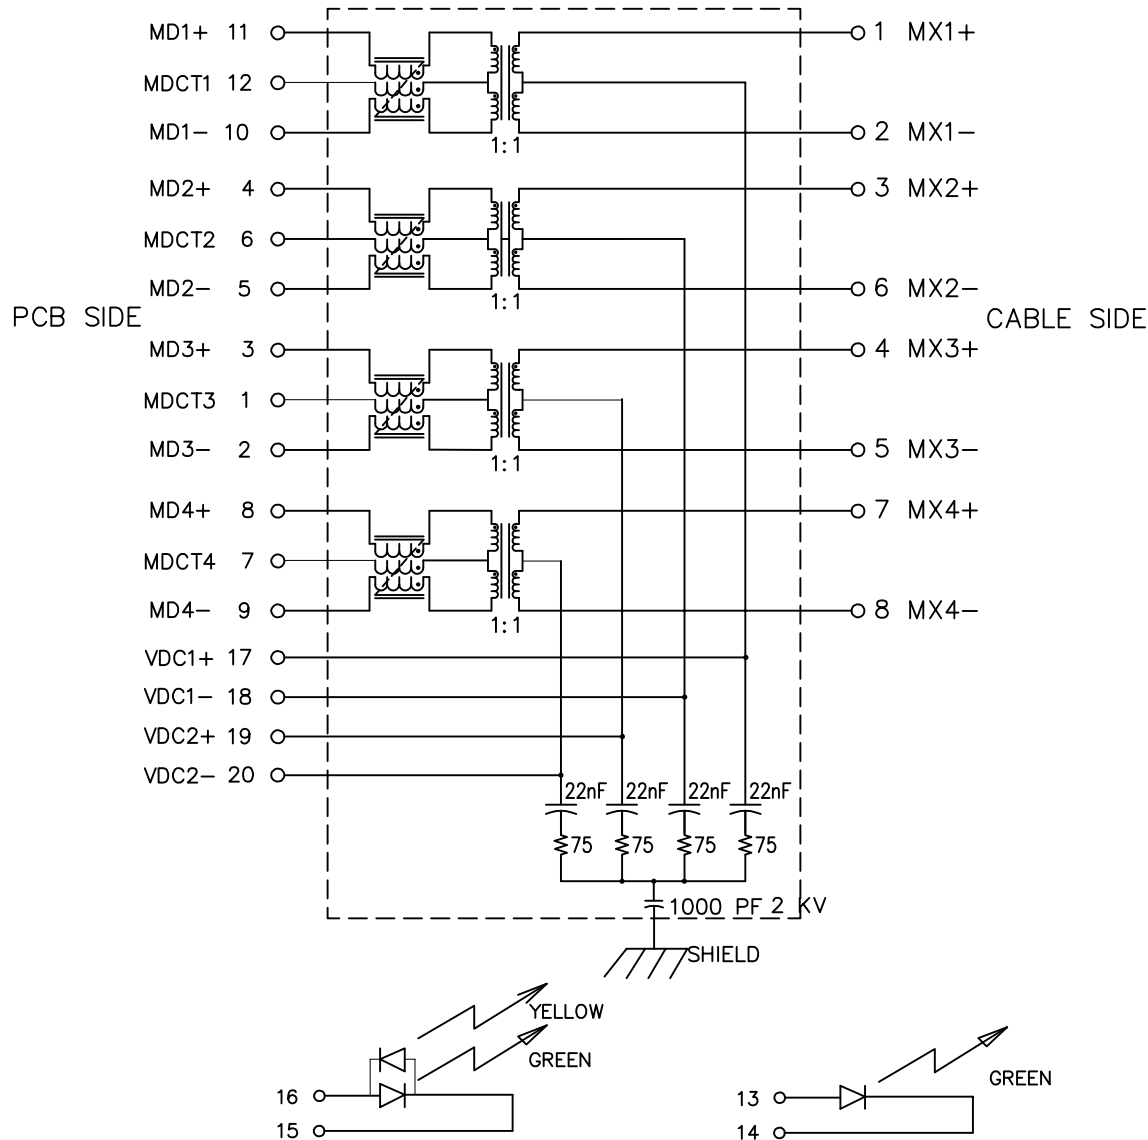 MD1+ 11 1 MX1+
MDCT1 12
MD1- 10 2 MX1-
1:1
MD2+ 4 3 MX2+
MDCT2 6
MD2- 5 6 MX2-
1:1
PCB SIDE CABLE SIDE
MD3+ 3 4 MX3+
MDCT3 1
MD3- 2 5 MX3-
1:1
MD4+ 8 7 MX4+
MDCT4 7
MD4- 9 8 MX4-
1:1
VDC1+ 17
VDC1- 18
VDC2+ 19
VDC2- 20
22nF 22nF 22nF 22nF
75 75 75 75
1000 PF 2 KV
SHIELD
YELLOW
GREEN
GREEN
16 13
15 14